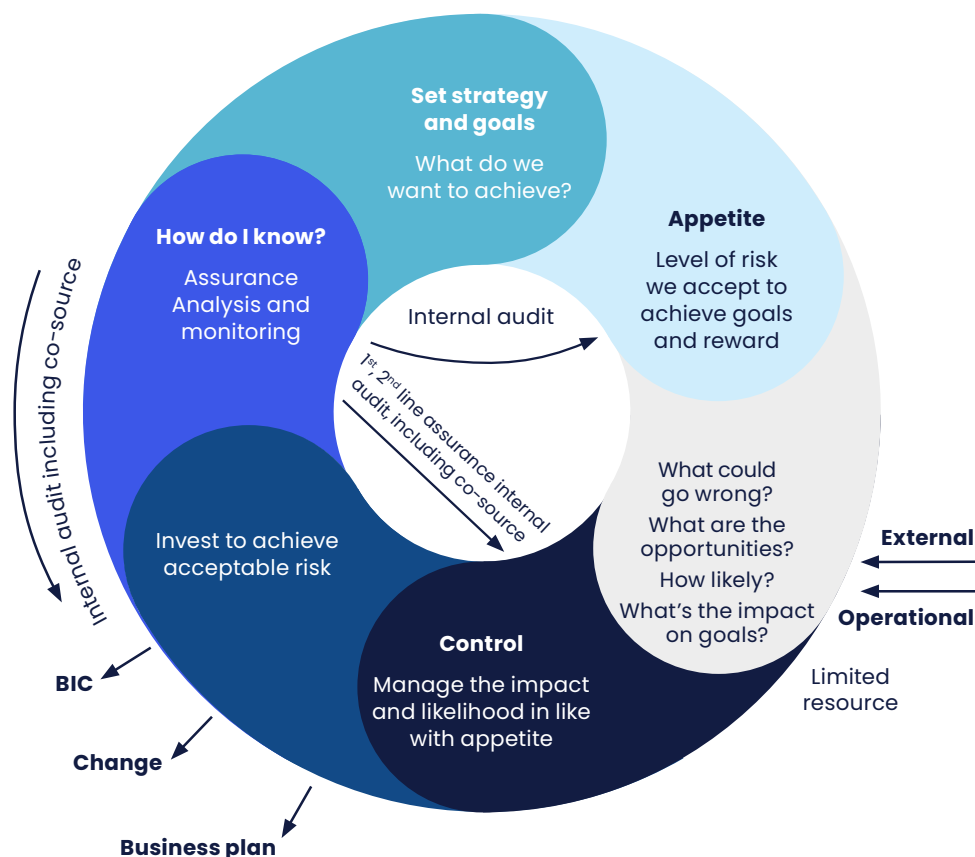 Set strategy
and goals
What do we
want to achieve?
Appetite
Level of risk
we accept to
achieve goals
and reward
What could
go wrong?
What are the
opportunities?
How likely?
What's the impact
on goals?
External
Operational
Limited
resource
Control
Manage the impact
and likelihood in like
with appetite
Invest to achieve
acceptable risk
BIC
Change
Business plan
How do I know?
Assurance
Analysis and
monitoring
Internal audit including co-source
Internal audit
1st, 2nd line assurance internal
audit, including co-source